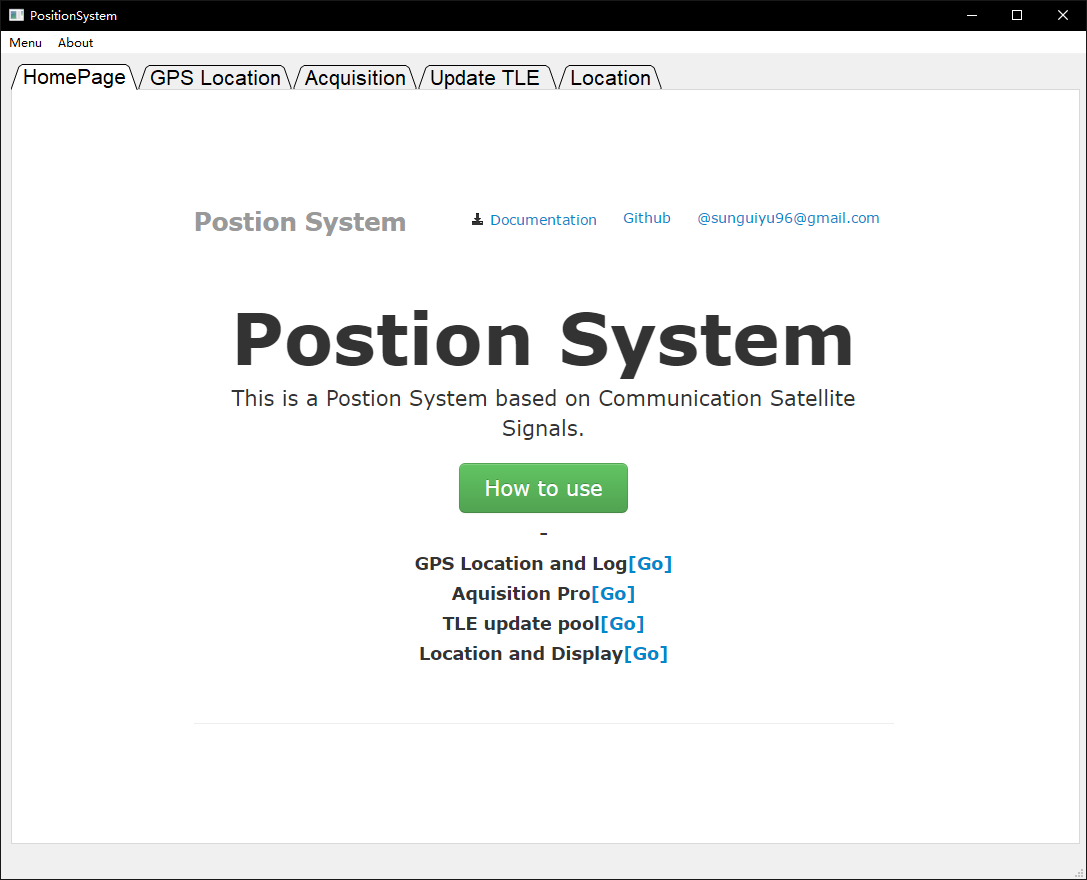 PositionSystem
Menu About
HomePage GPS Location Acquisition Update TLE Location
Postion System Documentation Github @sunguiyu96@gmail.com
Postion System
This is a Postion System based on Communication Satellite
Signals.
How to use
-
GPS Location and Log[Go]
Aquisition Pro[Go]
TLE update pool[Go]
Location and Display[Go]